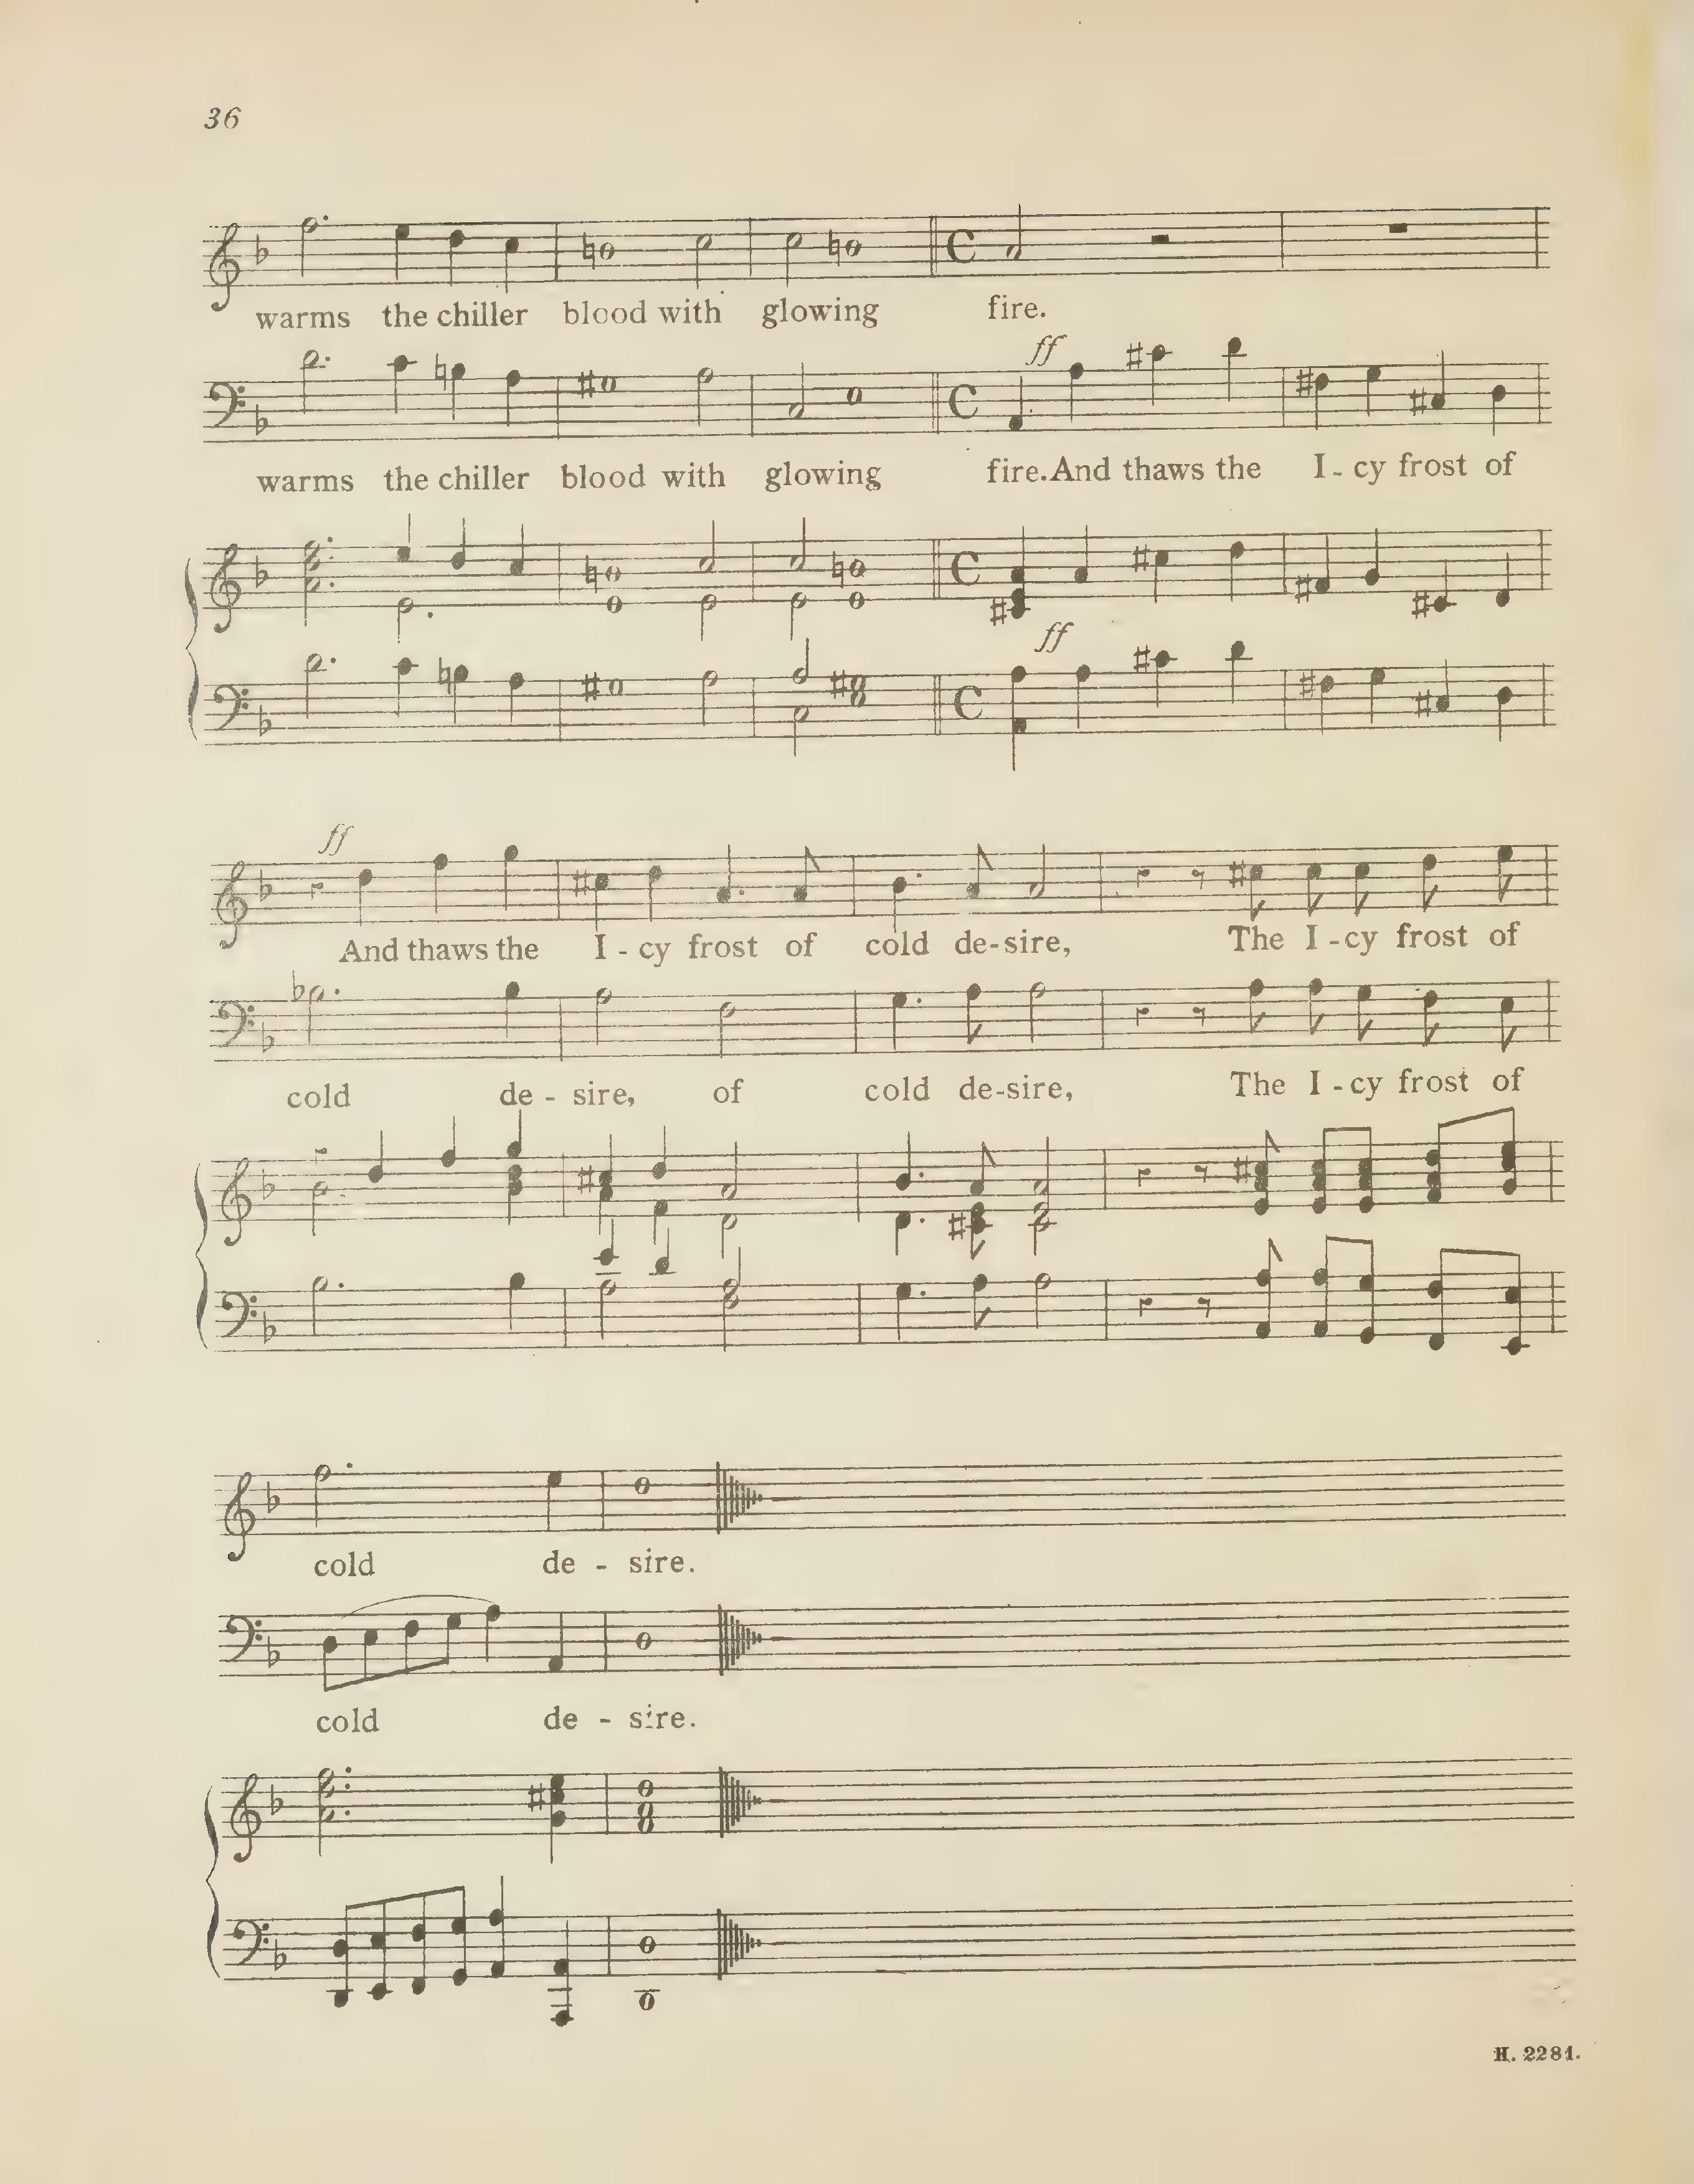 36
warms the chiller blood with glowing fire.
ff
warms the chiller blood with glowing fire. And thaws the I - cy frost of
ff
ff
And thaws the I - cy frost of cold de-sire, The I - cy frost of
cold de - sire, of cold de-sire, The I - cy frost of
cold de - sire.
cold de - sire.
H. 2281.